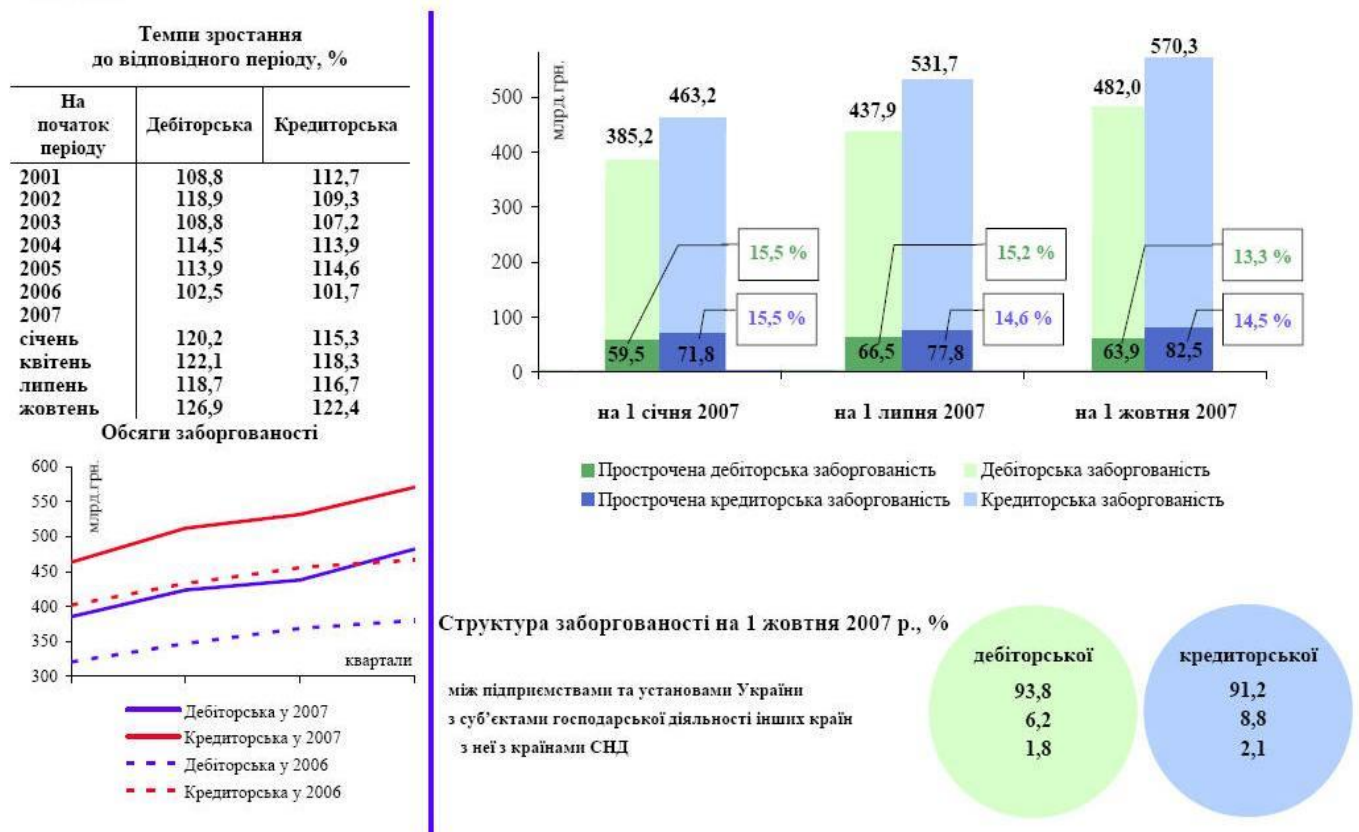 Темпи зростання
до відповідного періоду, %
На початок періоду Дебіторська Кредиторська
2001 108,8 112,7
2002 118,9 109,3
2003 108,8 107,2
2004 114,5 113,9
2005 113,9 114,6
2006 102,5 101,7
2007
січень 120,2 115,3
квітень 122,1 118,3
липень 118,7 116,7
жовтень 126,9 122,4
Обсяги заборгованості
млрд.грн.
600
550
500
450
400
350
300
квартали
Дебіторська у 2007
Кредиторська у 2007
Дебіторська у 2006
Кредиторська у 2006
млрд.грн.
500
400
300
200
100
0
385,2
463,2
437,9
531,7
482,0
570,3
15,5 %
15,2 %
13,3 %
15,5 %
14,6 %
14,5 %
59,5
71,8
66,5
77,8
63,9
82,5
на 1 січня 2007
на 1 липня 2007
на 1 жовтня 2007
Прострочена дебіторська заборгованість
Дебіторська заборгованість
Прострочена кредиторська заборгованість
Кредиторська заборгованість
Структура заборгованості на 1 жовтня 2007 р., %
дебіторської кредиторської
між підприємствами та установами України 93,8 91,2
з суб’єктами господарської діяльності інших країн 6,2 8,8
з неї з країнами СНД 1,8 2,1